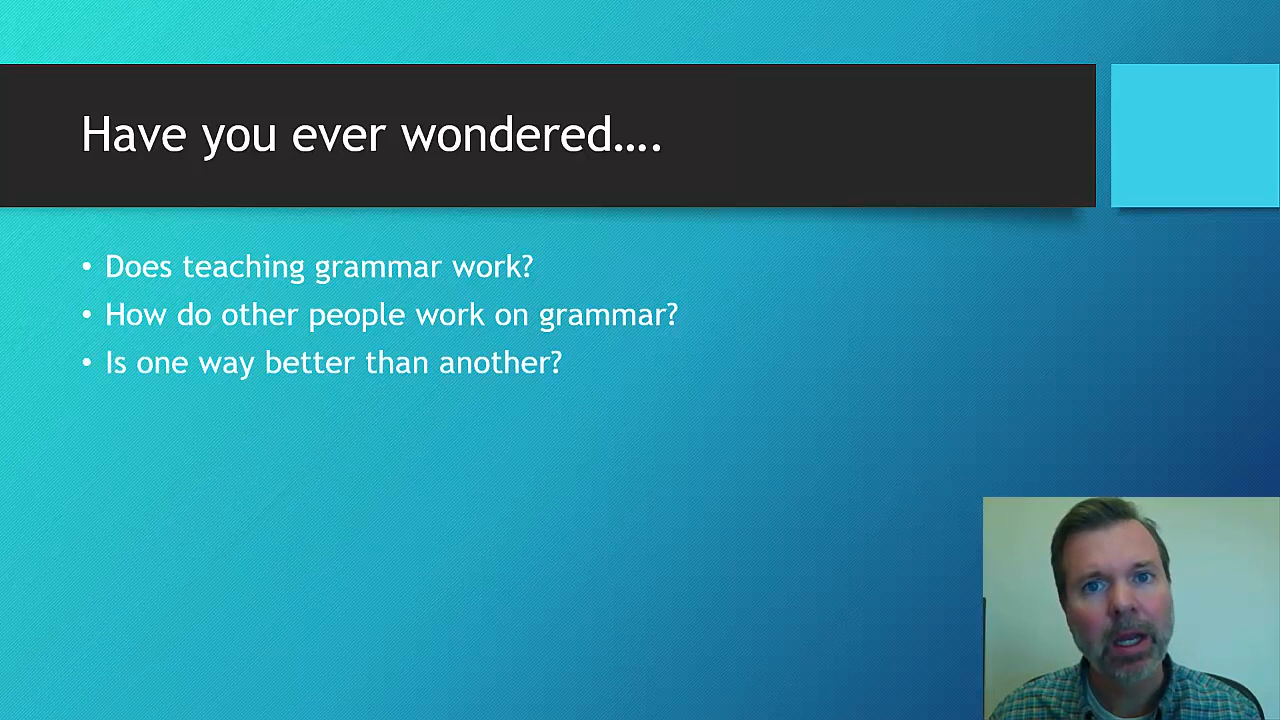 Have you ever wondered….
• Does teaching grammar work?
• How do other people work on grammar?
• Is one way better than another?